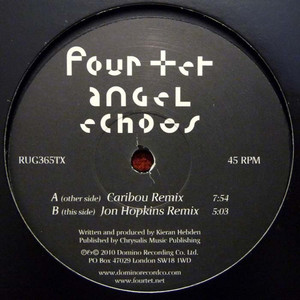 four tet
angel
echoes
RUG365TX 45 RPM
A (other side) Caribou Remix 7:54
B (this side) Jon Hopkins Remix 5:03
Written and produced by Kieran Hebden
Published by Chrysalis Music Publishing
℗+© 2010 Domino Recording Co. Ltd.
PO Box 47029 London SW18 1WD
www.dominorecordco.com
www.fourtet.net